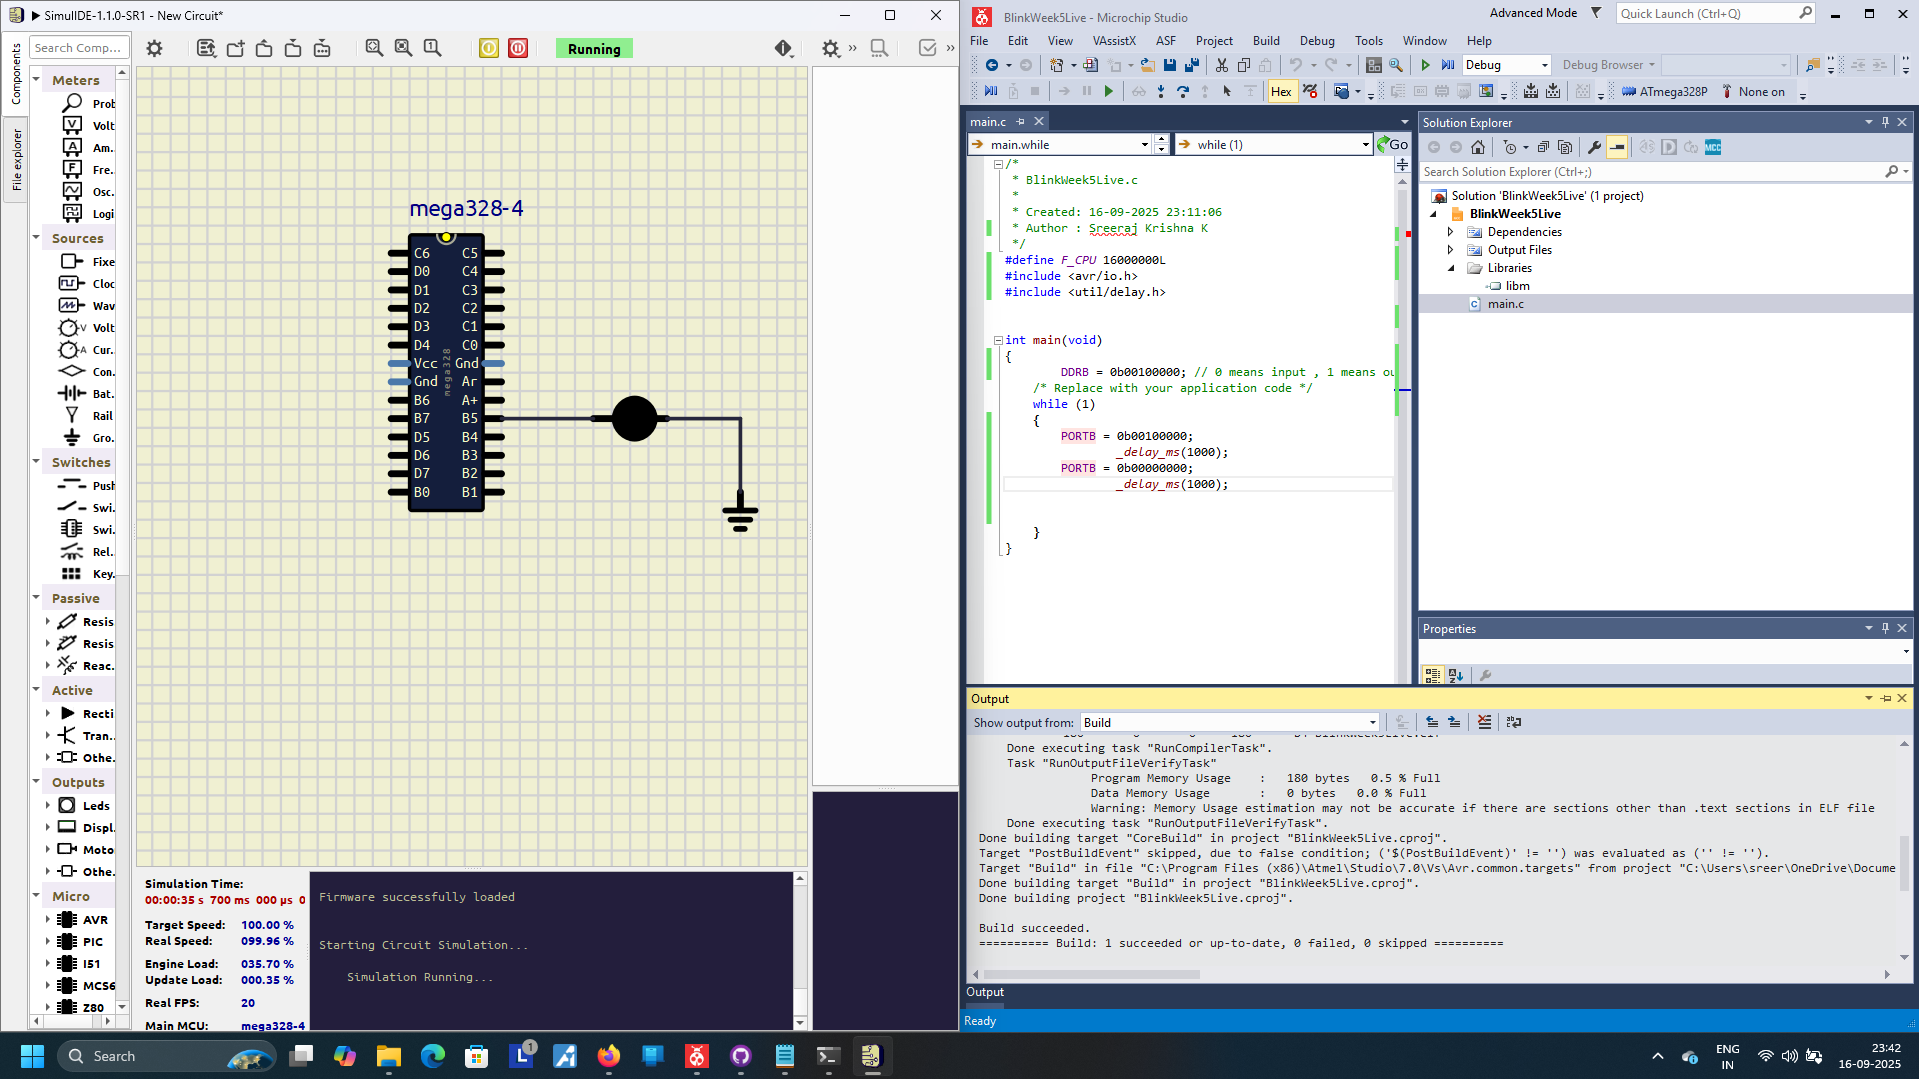 SimulIDE-1.1.0-SR1 - New Circuit*
Components
File explorer
Search Comp...
Running
Meters
Prob
Volt
Am..
Fre..
Osc.
Logi
Sources
Fixe
Cloc
Wav
Volt
Cur.
Con.
Bat.
Rail
Gro.
Switches
Push
Swi.
Swi.
Rel..
Key.
Passive
Resis
Resis
Reac.
Active
Recti
Tran..
Othe.
Outputs
Leds
Displ.
Moto
Othe.
Micro
AVR
PIC
I51
MCS6
Z80
mega328-4
mega328
C6 C5
D0 C4
D1 C3
D2 C2
D3 C1
D4 C0
Vcc Gnd
Gnd Ar
B6 A+
B7 B5
D5 B4
D6 B3
D7 B2
B0 B1
Simulation Time:
00:00:35 s 700 ms 000 µs 0
Target Speed: 100.00 %
Real Speed: 099.96 %
Engine Load: 035.70 %
Update Load: 000.35 %
Real FPS: 20
Main MCU: mega328-4
Firmware successfully loaded
Starting Circuit Simulation...
Simulation Running...
BlinkWeek5Live - Microchip Studio
Advanced Mode
Quick Launch (Ctrl+Q)
File Edit View VAssistX ASF Project Build Debug Tools Window Help
Debug
Debug Browser
Hex
ATmega328P
None on
main.c
main.while
while (1)
Go
/*
* BlinkWeek5Live.c
*
* Created: 16-09-2025 23:11:06
* Author : Sreeraj Krishna K
*/
#define F_CPU 16000000L
#include <avr/io.h>
#include <util/delay.h>
int main(void)
{
DDRB = 0b00100000; // 0 means input , 1 means ou
/* Replace with your application code */
while (1)
{
PORTB = 0b00100000;
_delay_ms(1000);
PORTB = 0b00000000;
_delay_ms(1000);
}
}
Solution Explorer
Search Solution Explorer (Ctrl+;)
Solution 'BlinkWeek5Live' (1 project)
BlinkWeek5Live
Dependencies
Output Files
Libraries
libm
main.c
Properties
Output
Show output from: Build
Done executing task "RunCompilerTask".
Task "RunOutputFileVerifyTask"
Program Memory Usage : 180 bytes 0.5 % Full
Data Memory Usage : 0 bytes 0.0 % Full
Warning: Memory Usage estimation may not be accurate if there are sections other than .text sections in ELF file
Done executing task "RunOutputFileVerifyTask".
Done building target "CoreBuild" in project "BlinkWeek5Live.cproj".
Target "PostBuildEvent" skipped, due to false condition; ('$(PostBuildEvent)' != '') was evaluated as ('' != '').
Target "Build" in file "C:\Program Files (x86)\Atmel\Studio\7.0\Vs\Avr.common.targets" from project "C:\Users\sreer\OneDrive\Docume
Done building target "Build" in project "BlinkWeek5Live.cproj".
Done building project "BlinkWeek5Live.cproj".
Build succeeded.
========== Build: 1 succeeded or up-to-date, 0 failed, 0 skipped ==========
Output
Ready
Search
1
ENG
IN
23:42
16-09-2025